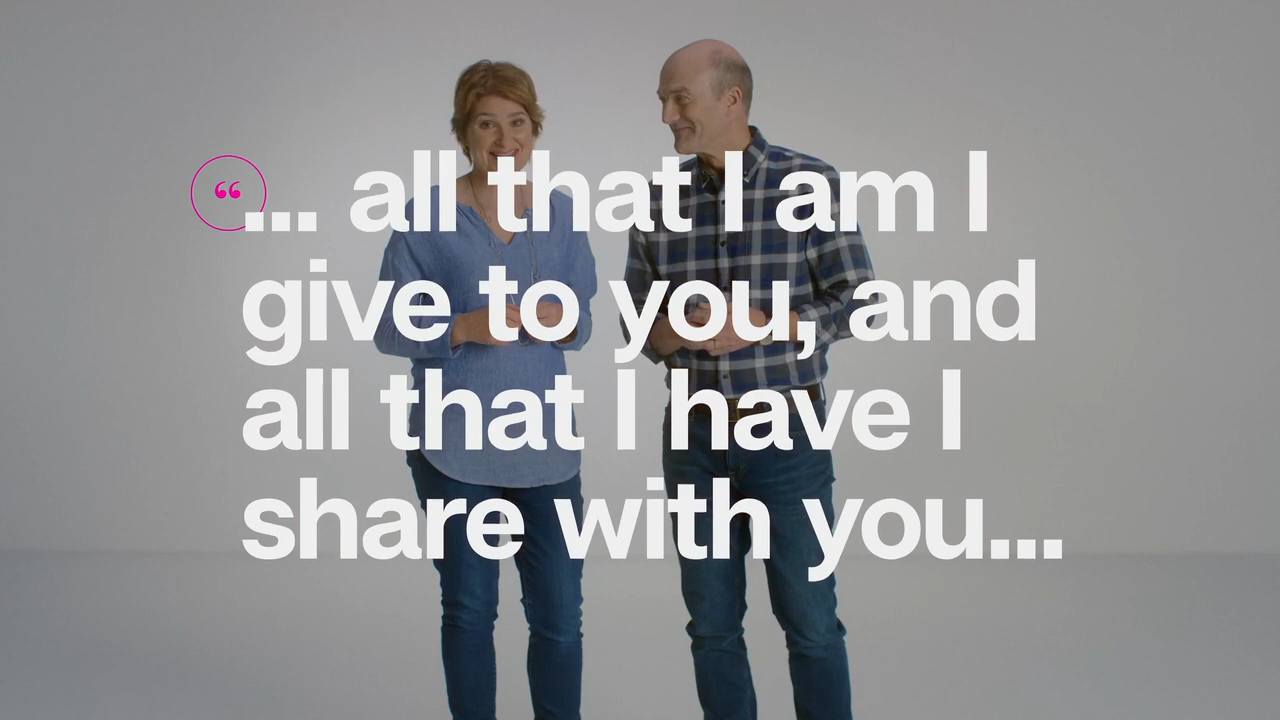 “... all that I am I
give to you, and
all that I have I
share with you...